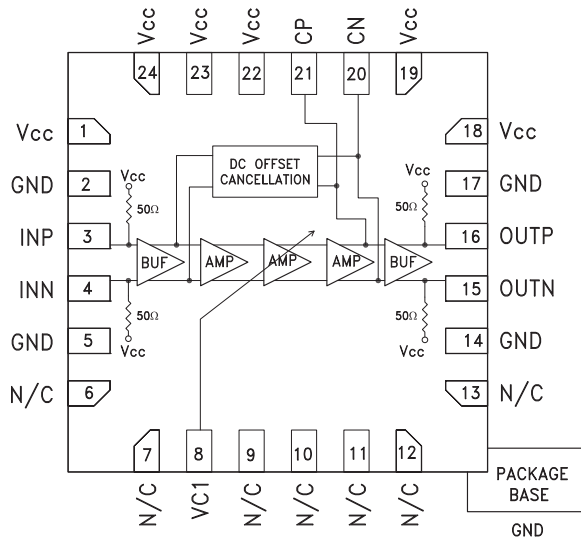 Vcc
Vcc
Vcc
CP
CN
Vcc
24
23
22
21
20
19
Vcc 1
18 Vcc
GND 2
17 GND
INP 3
16 OUTP
INN 4
15 OUTN
GND 5
14 GND
N/C 6
13 N/C
DC OFFSET
CANCELLATION
Vcc
50Ω
Vcc
50Ω
BUF
AMP
AMP
AMP
BUF
50Ω
Vcc
50Ω
Vcc
7
8
9
10
11
12
N/C
VC1
N/C
N/C
N/C
N/C
PACKAGE
BASE
GND